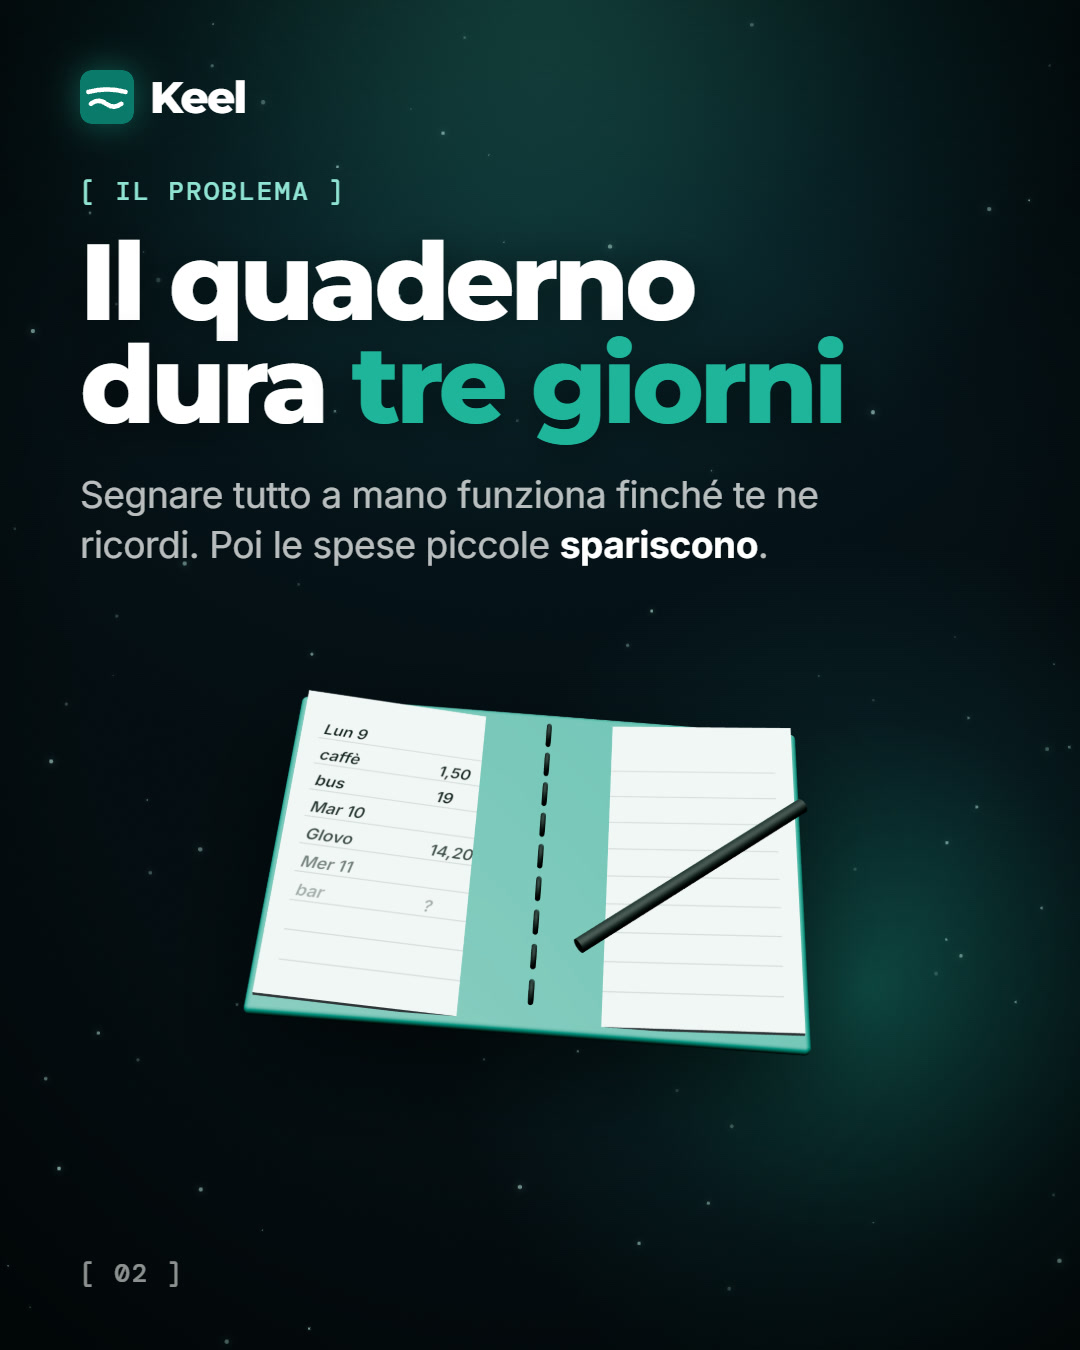 Keel
[ IL PROBLEMA ]
Il quaderno
dura tre giorni
Segnare tutto a mano funziona finché te ne
ricordi. Poi le spese piccole spariscono.
Lun 9
caffè 1,50
bus 19
Mar 10
Glovo 14,20
Mer 11
bar ?
[ 02 ]